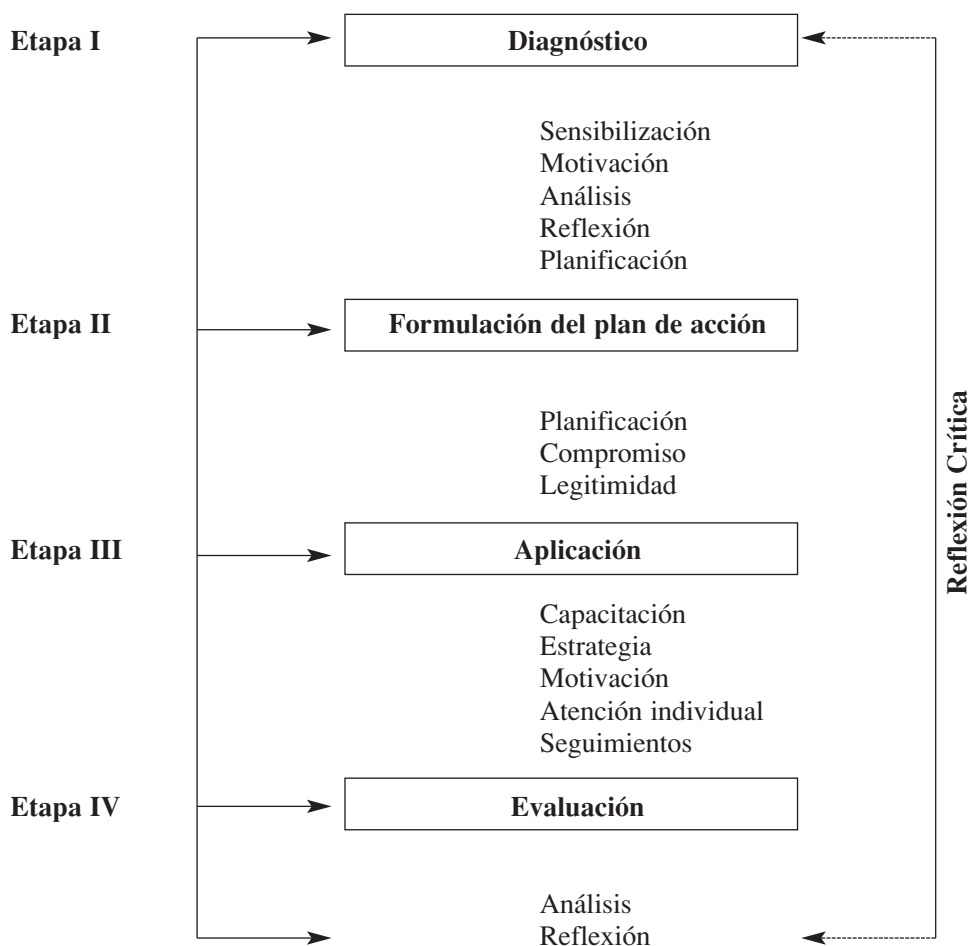 Etapa I
Diagnóstico
Sensibilización
Motivación
Análisis
Reflexión
Planificación
Etapa II
Formulación del plan de acción
Planificación
Compromiso
Legitimidad
Etapa III
Aplicación
Capacitación
Estrategia
Motivación
Atención individual
Seguimientos
Etapa IV
Evaluación
Análisis
Reflexión
Reflexión Crítica